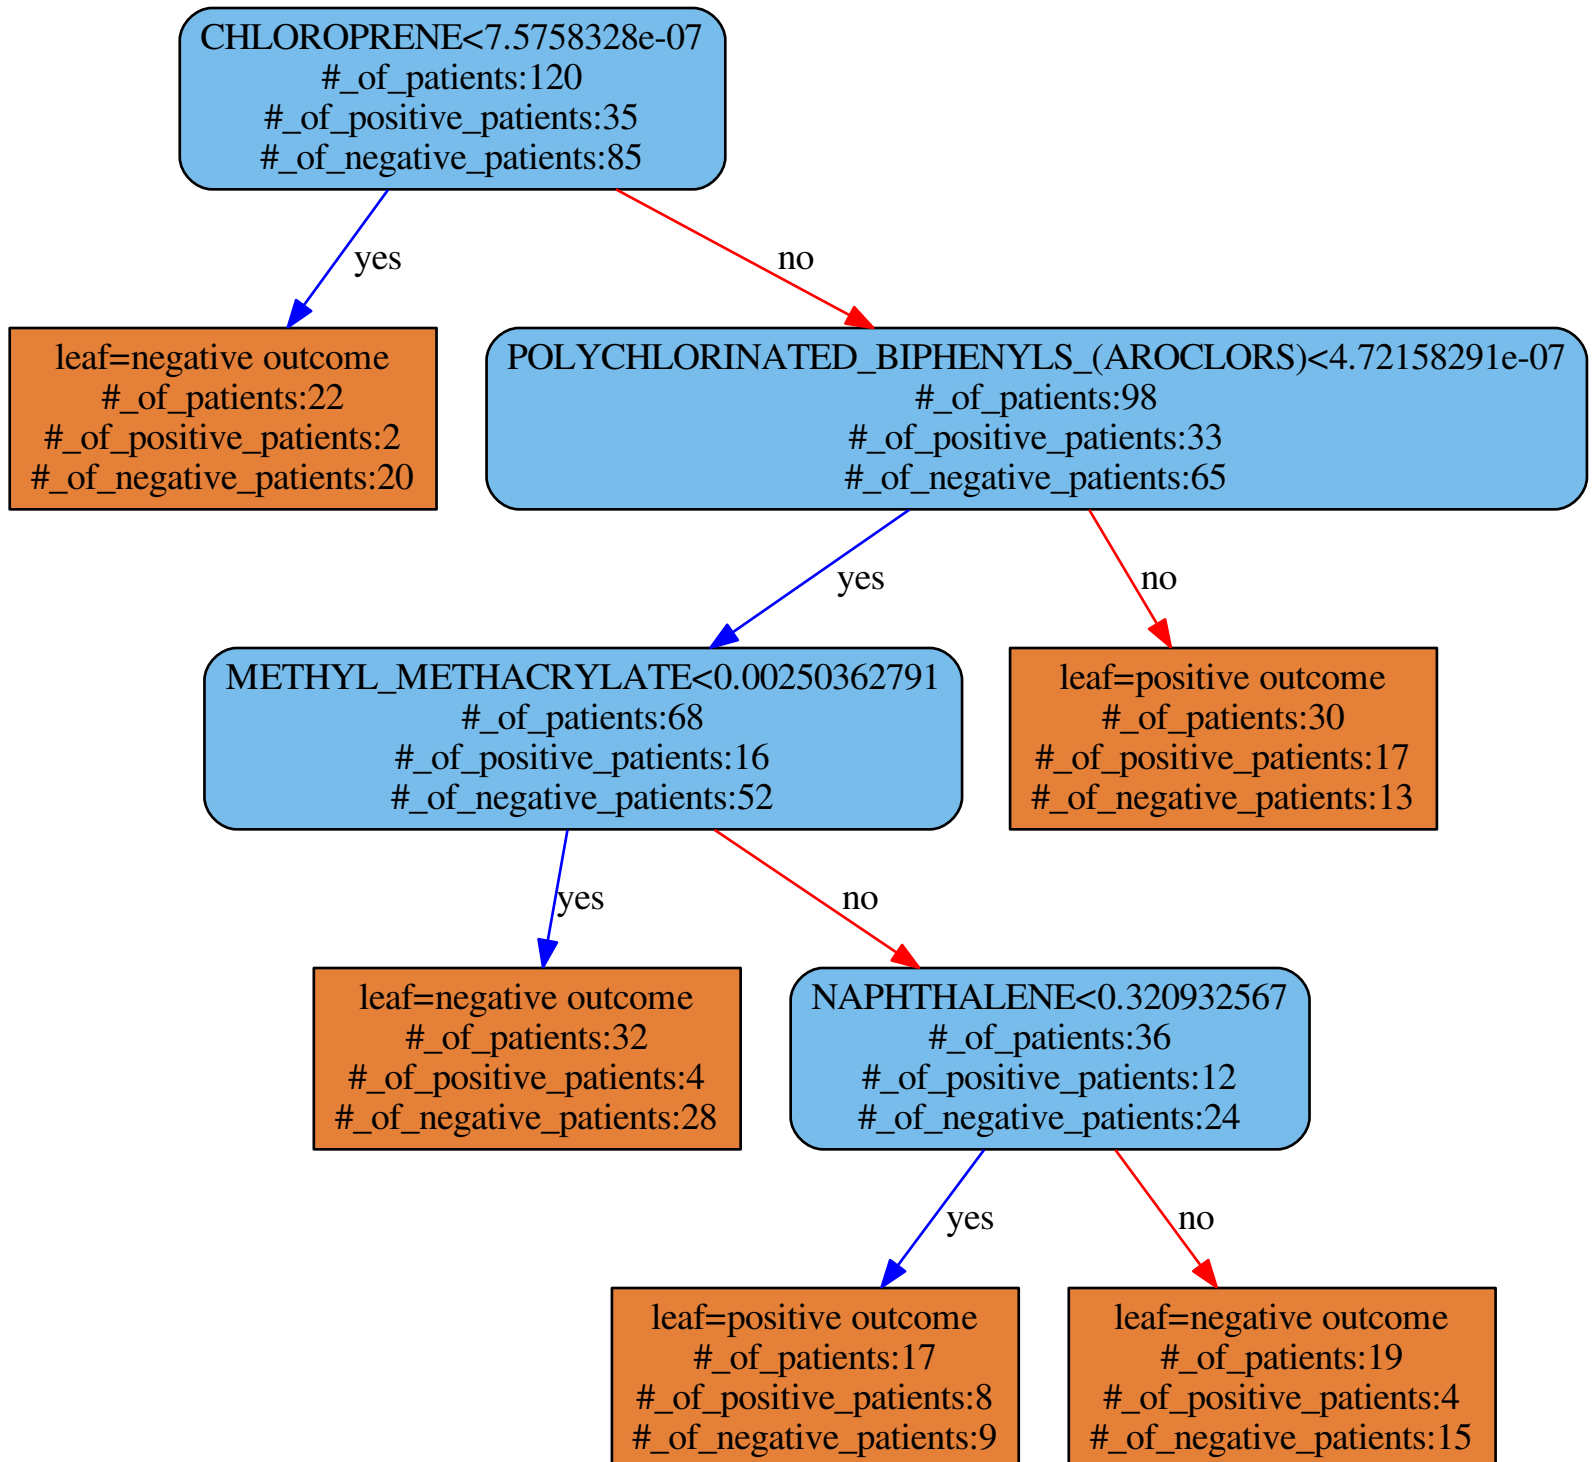 CHLOROPRENE<7.5758328e-07
#_of_patients:120
#_of_positive_patients:35
#_of_negative_patients:85
yes
no
leaf=negative outcome
#_of_patients:22
#_of_positive_patients:2
#_of_negative_patients:20
POLYCHLORINATED_BIPHENYLS_(AROCLORS)<4.72158291e-07
#_of_patients:98
#_of_positive_patients:33
#_of_negative_patients:65
yes
no
METHYL_METHACRYLATE<0.00250362791
#_of_patients:68
#_of_positive_patients:16
#_of_negative_patients:52
leaf=positive outcome
#_of_patients:30
#_of_positive_patients:17
#_of_negative_patients:13
yes
no
leaf=negative outcome
#_of_patients:32
#_of_positive_patients:4
#_of_negative_patients:28
NAPHTHALENE<0.320932567
#_of_patients:36
#_of_positive_patients:12
#_of_negative_patients:24
yes
no
leaf=positive outcome
#_of_patients:17
#_of_positive_patients:8
#_of_negative_patients:9
leaf=negative outcome
#_of_patients:19
#_of_positive_patients:4
#_of_negative_patients:15